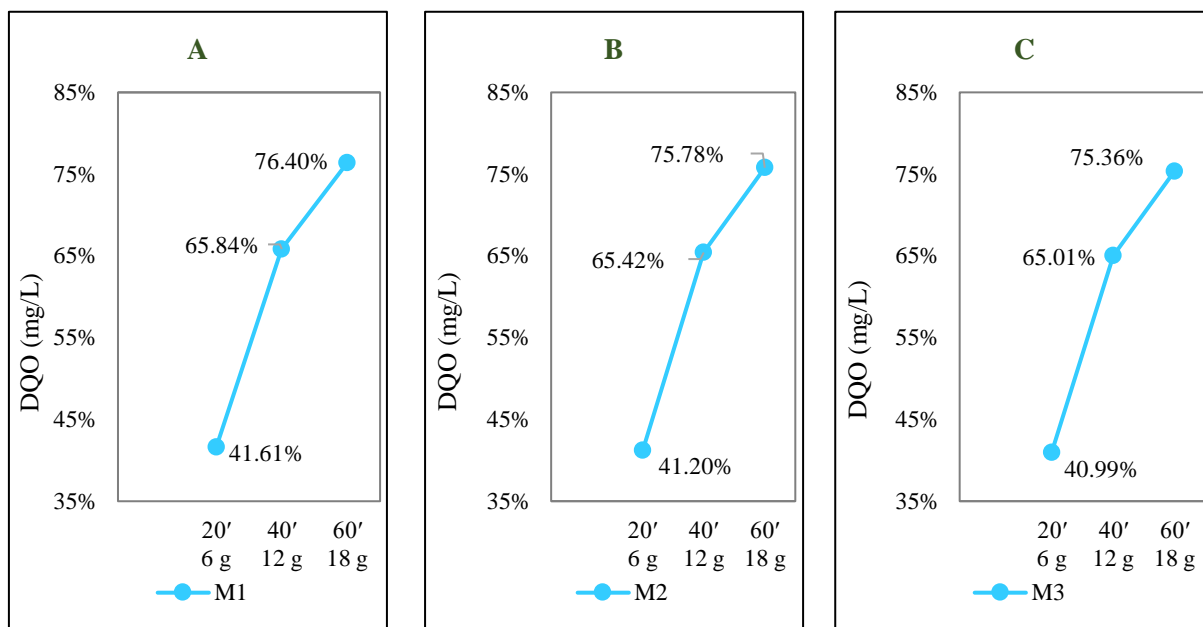 A
DQO (mg/L)
85%
75%
65%
55%
45%
35%
76.40%
65.84%
41.61%
20′ 40′ 60′
6 g 12 g 18 g
M1
B
DQO (mg/L)
85%
75%
65%
55%
45%
35%
75.78%
65.42%
41.20%
20′ 40′ 60′
6 g 12 g 18 g
M2
C
DQO (mg/L)
85%
75%
65%
55%
45%
35%
75.36%
65.01%
40.99%
20′ 40′ 60′
6 g 12 g 18 g
M3